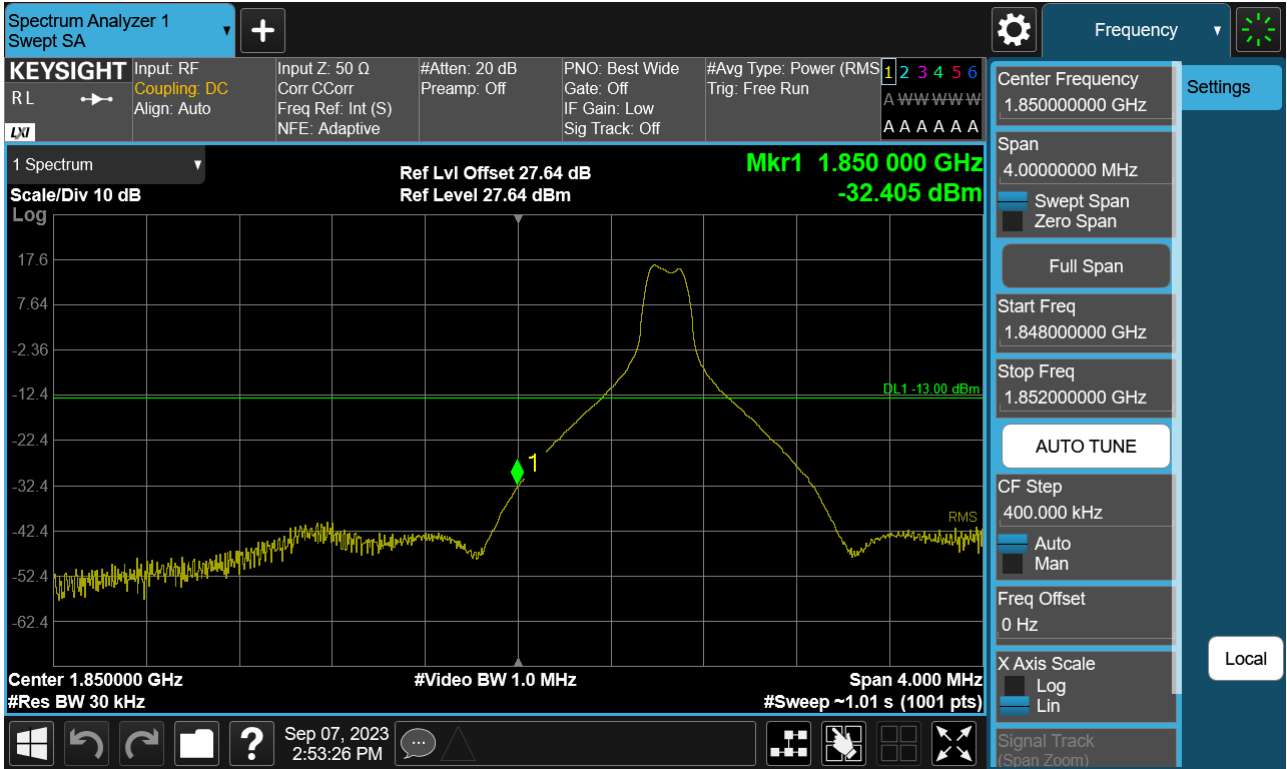 Spectrum Analyzer 1
Swept SA
Frequency
KEYSIGHT
R L
LXI
Input: RF
Coupling: DC
Align: Auto
Input Z: 50 Ω
Corr CCorr
Freq Ref: Int (S)
NFE: Adaptive
#Atten: 20 dB
Preamp: Off
PNO: Best Wide
Gate: Off
IF Gain: Low
Sig Track: Off
#Avg Type: Power (RMS
Trig: Free Run
1 2 3 4 5 6
A W W W W W
A A A A A A
1 Spectrum
Scale/Div 10 dB
Log
Ref Lvl Offset 27.64 dB
Ref Level 27.64 dBm
Mkr1 1.850 000 GHz
-32.405 dBm
17.6
7.64
-2.36
-12.4
-22.4
-32.4
-42.4
-52.4
-62.4
DL1 -13.00 dBm
1
RMS
Center 1.850000 GHz
#Res BW 30 kHz
#Video BW 1.0 MHz
Span 4.000 MHz
#Sweep ~1.01 s (1001 pts)
Center Frequency
1.850000000 GHz
Settings
Span
4.00000000 MHz
Swept Span
Zero Span
Full Span
Start Freq
1.848000000 GHz
Stop Freq
1.852000000 GHz
AUTO TUNE
CF Step
400.000 kHz
Auto
Man
Freq Offset
0 Hz
X Axis Scale
Log
Lin
Local
Signal Track
(Span Zoom)
?
Sep 07, 2023
2:53:26 PM